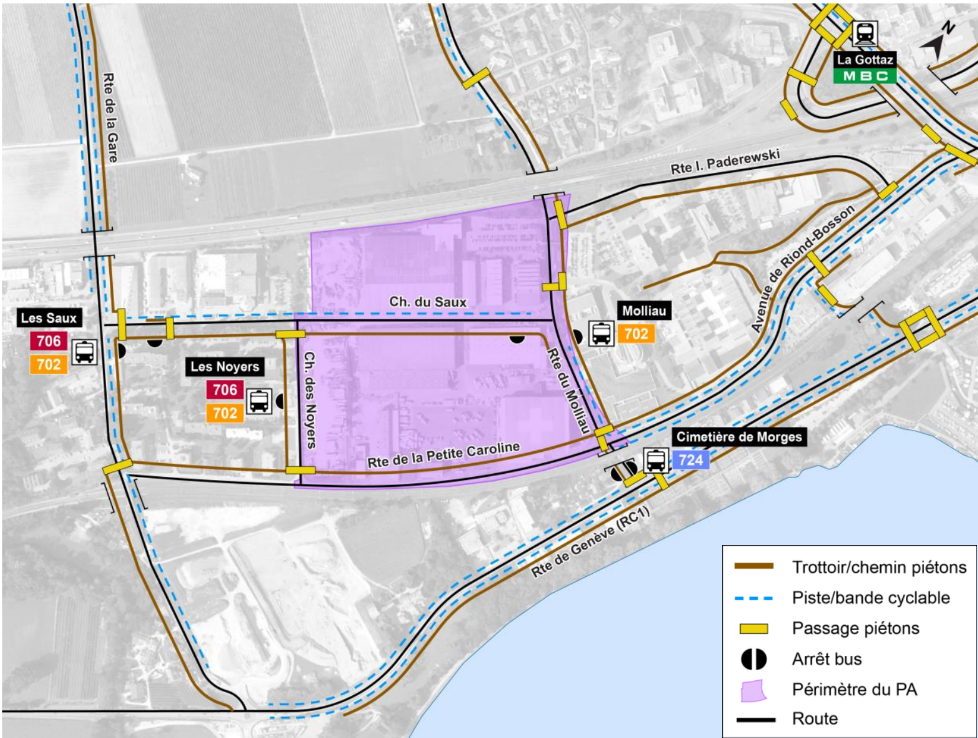 N
La Gottaz
MBC
Rte de la Gare
Rte I. Paderewski
Avenue de Riond-Bosson
Ch. du Saux
Les Saux
706
702
Molliau
702
Les Noyers
706
702
Ch. des Noyers
Rte du Molliau
Rte de la Petite Caroline
Cimetière de Morges
724
Rte de Genève (RC1)
Trottoir/chemin piétons
Piste/bande cyclable
Passage piétons
Arrêt bus
Périmètre du PA
Route